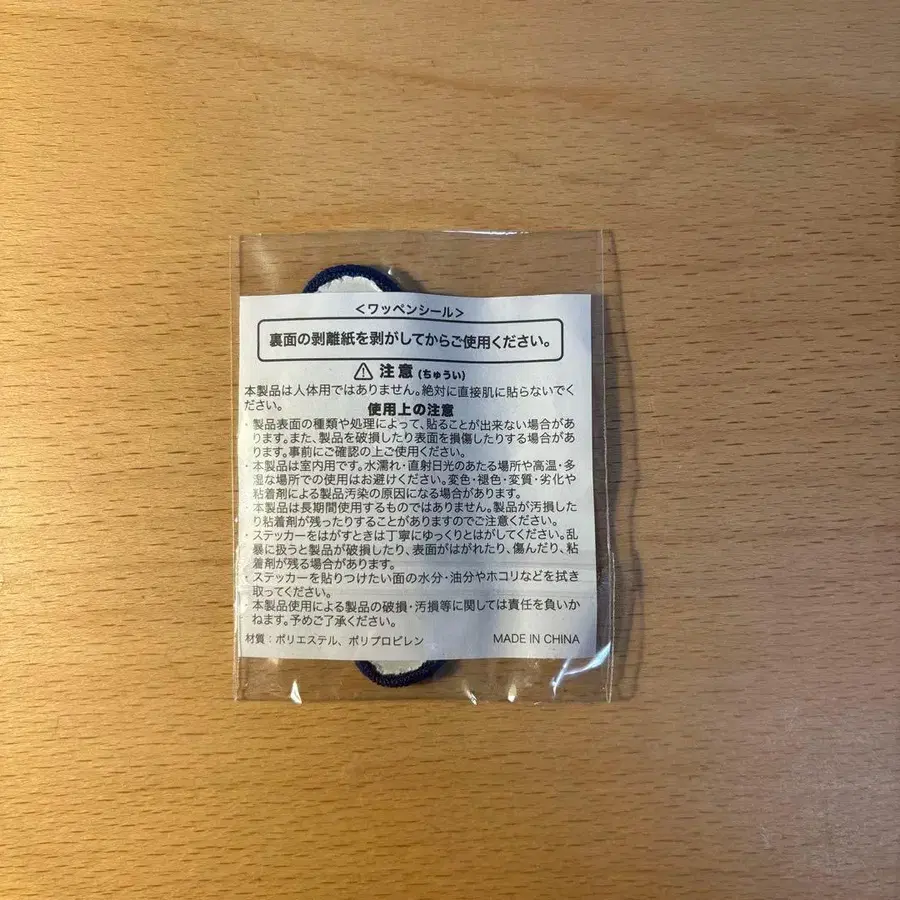 <ワッペンシール>
裏面の剥離紙を剥がしてからご使用ください。
⚠ 注意 (ちゅうい)
本製品は人体用ではありません。絶対に直接肌に貼らないでく
ださい。
使用上の注意
・製品表面の種類や処理によって、貼ることが出来ない場合があ
ります。また、製品を破損したり表面を損傷したりする場合があ
ります。事前にご確認の上ご使用ください。
・本製品は室内用です。水濡れ・直射日光のあたる場所や高温・多
湿な場所での使用はお避けください。変色・褪色・変質・劣化や
粘着剤による製品汚染の原因になる場合があります。
・本製品は長期間使用するものではありません。製品が汚損した
り粘着剤が残ったりすることがありますのでご注意ください。
・ステッカーをはがすときは丁寧にゆっくりとはがしてください。乱
暴に扱うと製品が破損したり、表面がはがれたり、傷んだり、粘
着剤が残る場合があります。
・ステッカーを貼りつけたい面の水分・油分やホコリなどを拭き
取ってください。
・本製品使用による製品の破損・汚損等に関しては責任を負いか
ねます。予めご了承ください。
材質：ポリエステル、ポリプロピレン MADE IN CHINA